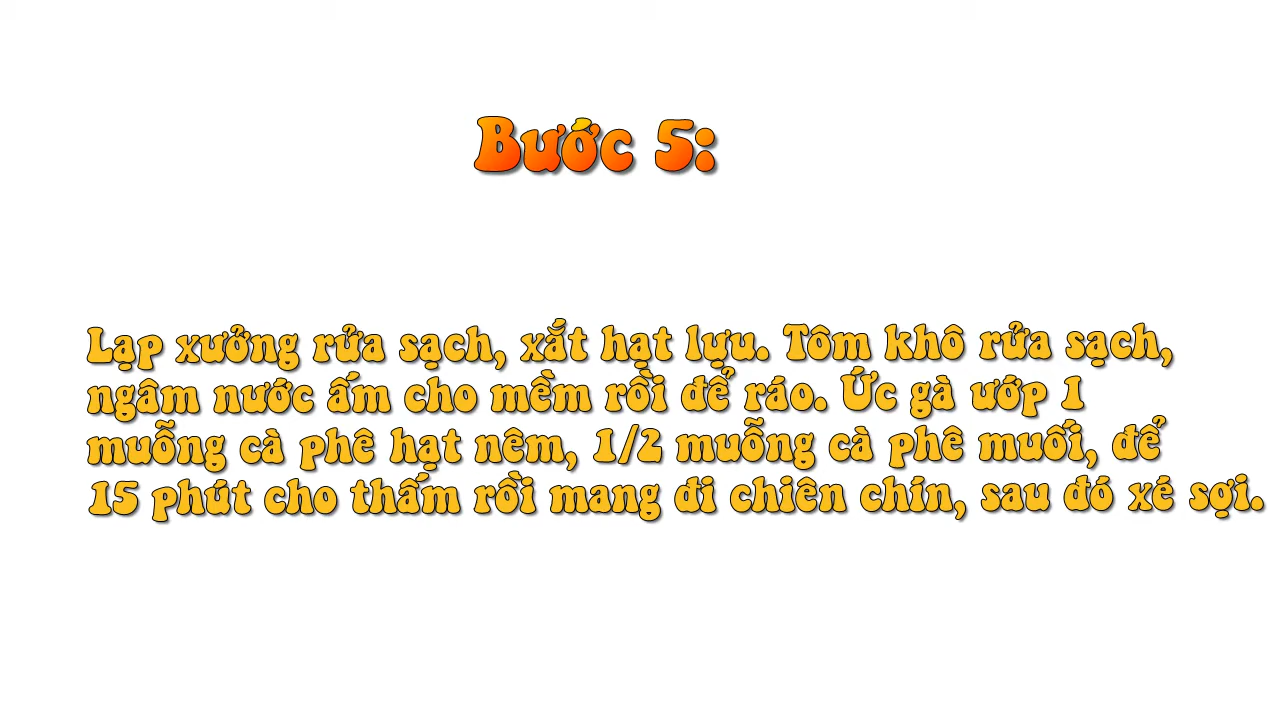 Bước 5:
Lạp xưởng rửa sạch, xắt hạt lựu. Tôm khô rửa sạch,
ngâm nước ấm cho mềm rồi để ráo. Ức gà ướp 1
muỗng cà phê hạt nêm, 1/2 muỗng cà phê muối, để
15 phút cho thấm rồi mang đi chiên chín, sau đó xé sợi.